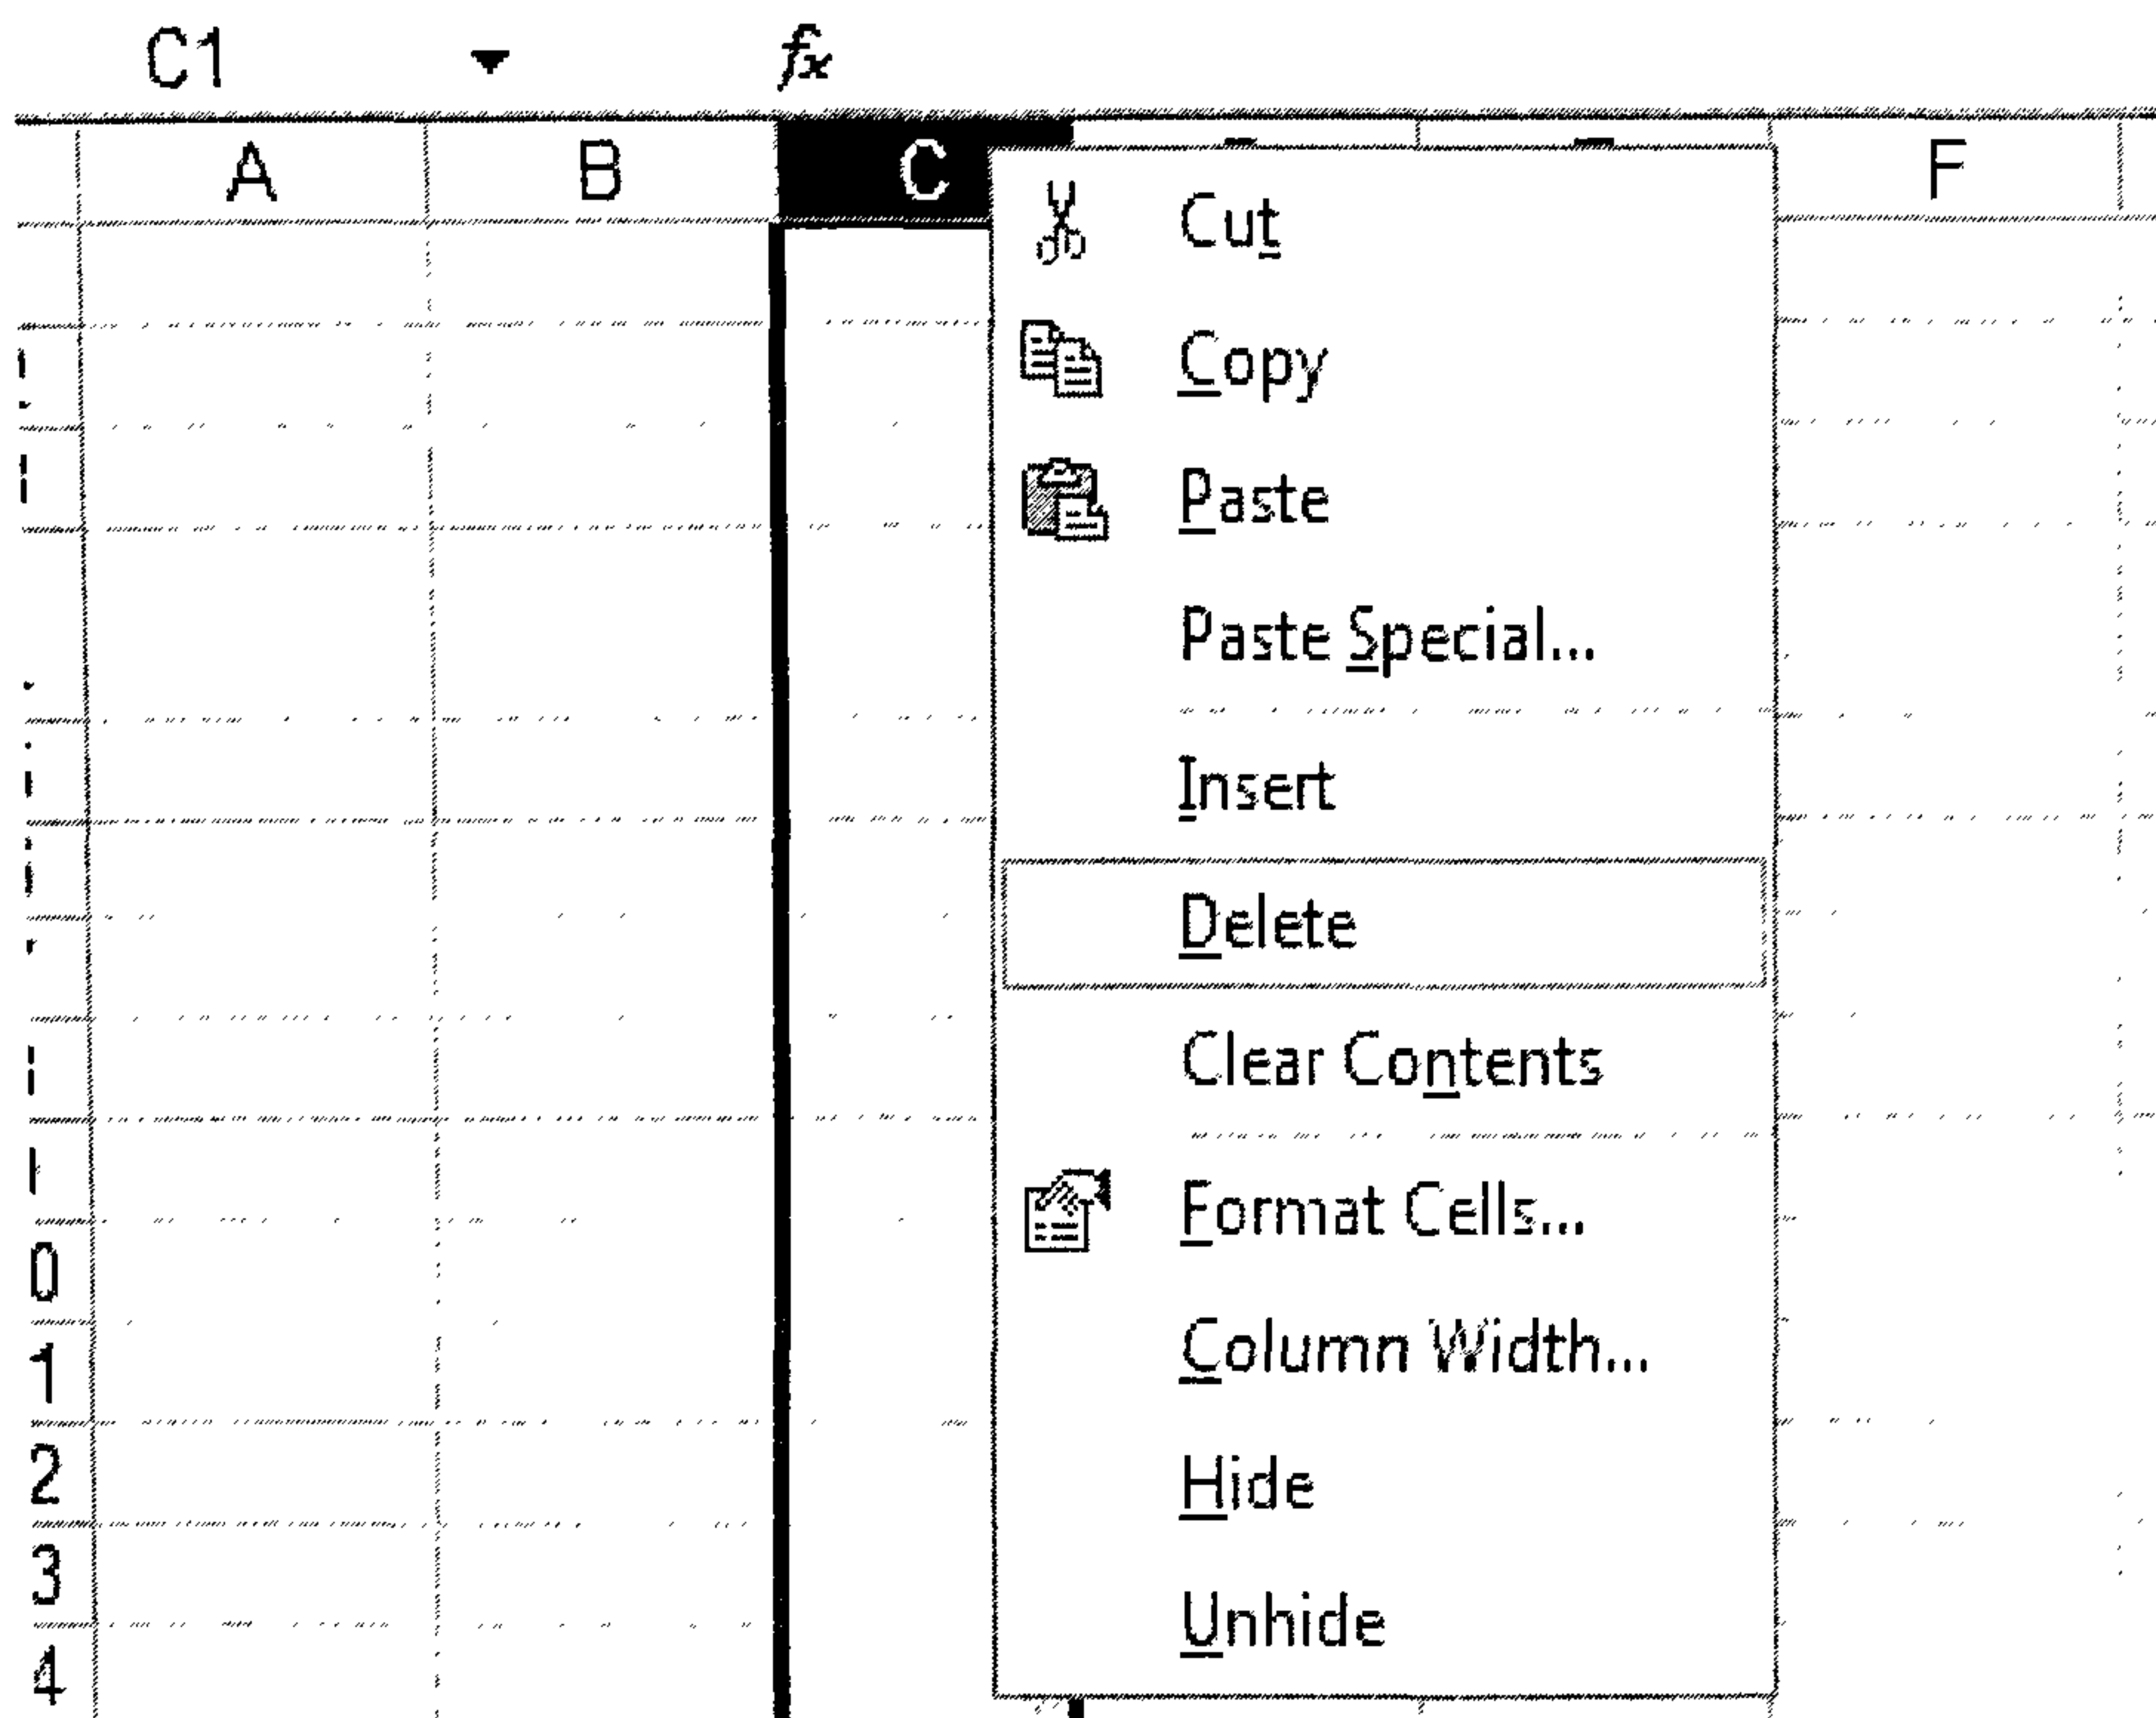 C1 fx
A B C F
Cut
Copy
Paste
Paste Special...
Insert
Delete
Clear Contents
Format Cells...
0
Column Width...
1
2
Hide
3
Unhide
4